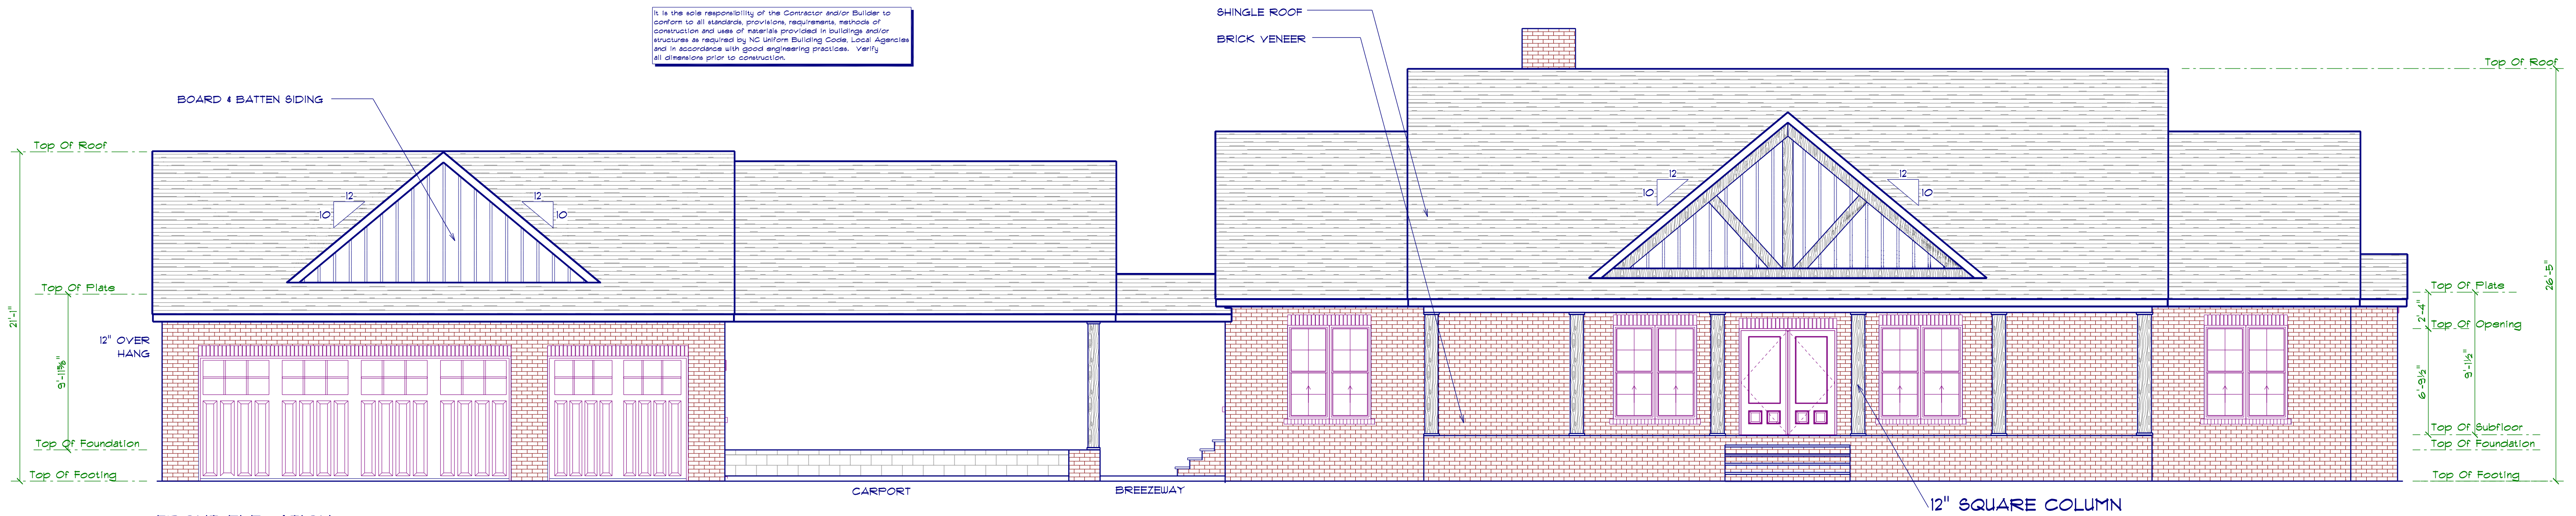 It is the sole responsibility of the Contractor and/or Builder to
conform to all standards, provisions, requirements, methods of
construction and uses of materials provided in buildings and/or
structures as required by NC Uniform Building Code, Local Agencies
and in accordance with good engineering practices. Verify
all dimensions prior to construction.
SHINGLE ROOF
BRICK VENEER
Top Of Roof
BOARD & BATTEN SIDING
Top Of Roof
12
10
12
10
12
10
12
10
26'-5"
Top Of Plate
Top Of Plate
21'-1"
2'-4"
Top Of Opening
12" OVER
HANG
9'-11⅝"
9'-1½"
6'-9½"
Top Of Foundation
Top Of Subfloor
Top Of Foundation
Top Of Footing
Top Of Footing
CARPORT
BREEZEWAY
12" SQUARE COLUMN